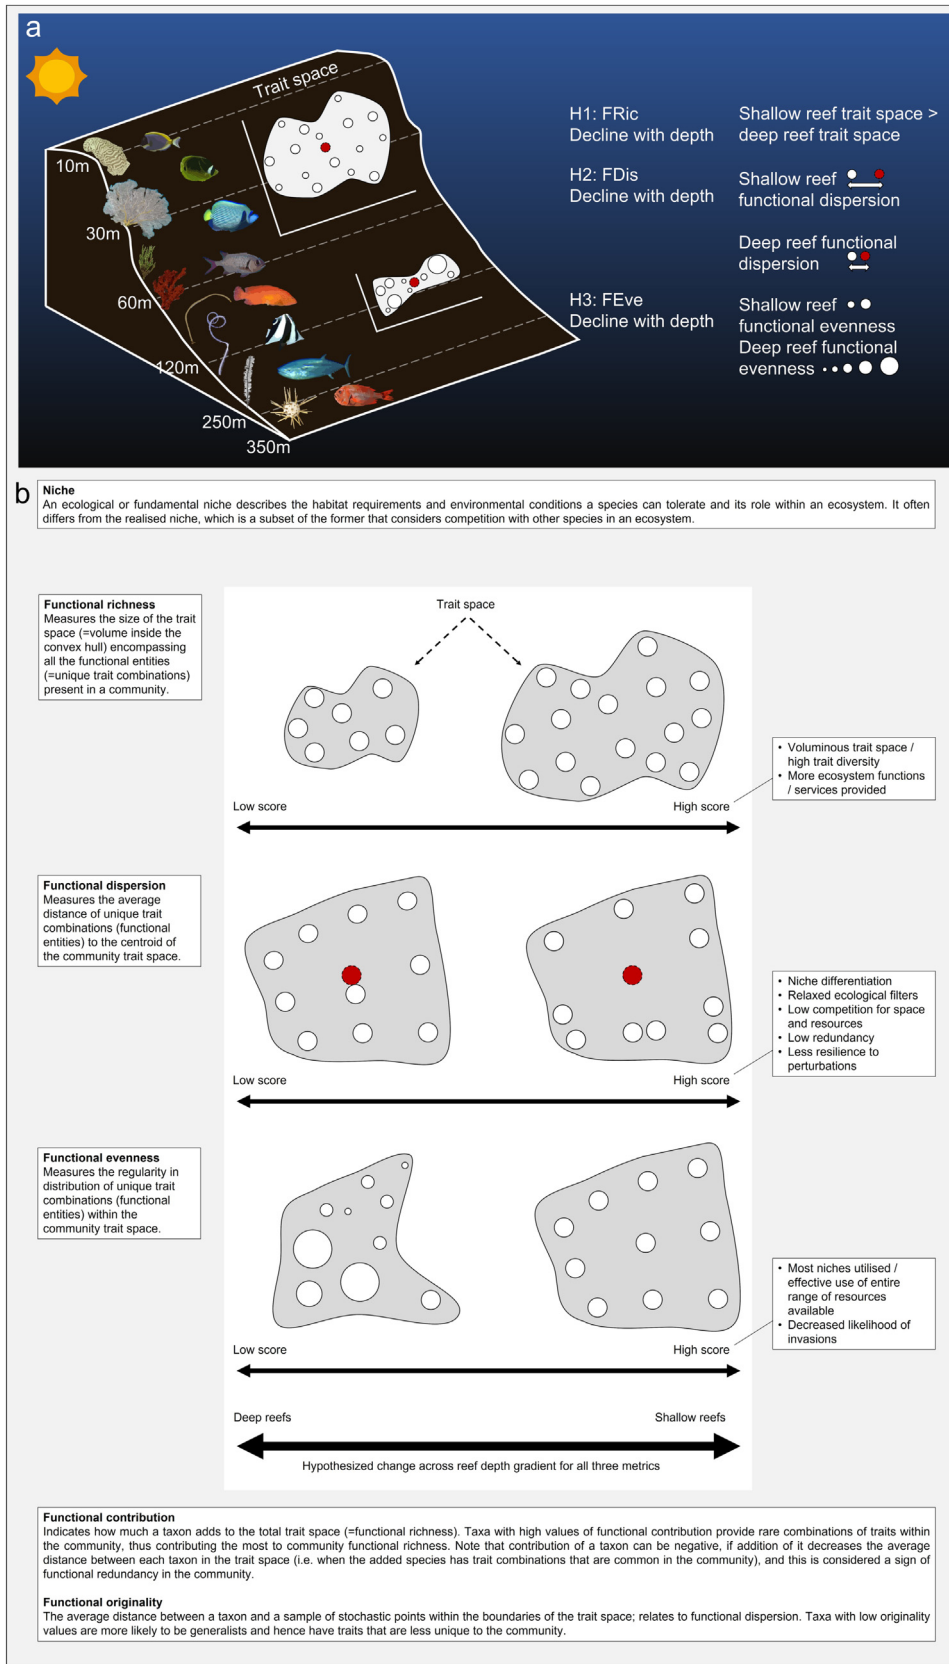 a
Trait space
10m
30m
60m
120m
250m
350m
H1: FRic
Decline with depth
Shallow reef trait space >
deep reef trait space
H2: FDis
Decline with depth
Shallow reef
functional dispersion
Deep reef functional
dispersion
H3: FEve
Decline with depth
Shallow reef
functional evenness
Deep reef functional
evenness
b
Niche
An ecological or fundamental niche describes the habitat requirements and environmental conditions a species can tolerate and its role within an ecosystem. It often
differs from the realised niche, which is a subset of the former that considers competition with other species in an ecosystem.
Functional richness
Measures the size of the trait
space (=volume inside the
convex hull) encompassing
all the functional entities
(=unique trait combinations)
present in a community.
Trait space
• Voluminous trait space /
high trait diversity
• More ecosystem functions
/ services provided
Low score
High score
Functional dispersion
Measures the average
distance of unique trait
combinations (functional
entities) to the centroid of
the community trait space.
• Niche differentiation
• Relaxed ecological filters
• Low competition for space
and resources
• Low redundancy
• Less resilience to
perturbations
Low score
High score
Functional evenness
Measures the regularity in
distribution of unique trait
combinations (functional
entities) within the
community trait space.
• Most niches utilised /
effective use of entire
range of resources
available
• Decreased likelihood of
invasions
Low score
High score
Deep reefs
Shallow reefs
Hypothesized change across reef depth gradient for all three metrics
Functional contribution
Indicates how much a taxon adds to the total trait space (=functional richness). Taxa with high values of functional contribution provide rare combinations of traits within
the community, thus contributing the most to community functional richness. Note that contribution of a taxon can be negative, if addition of it decreases the average
distance between each taxon in the trait space (i.e. when the added species has trait combinations that are common in the community), and this is considered a sign of
functional redundancy in the community.
Functional originality
The average distance between a taxon and a sample of stochastic points within the boundaries of the trait space; relates to functional dispersion. Taxa with low originality
values are more likely to be generalists and hence have traits that are less unique to the community.